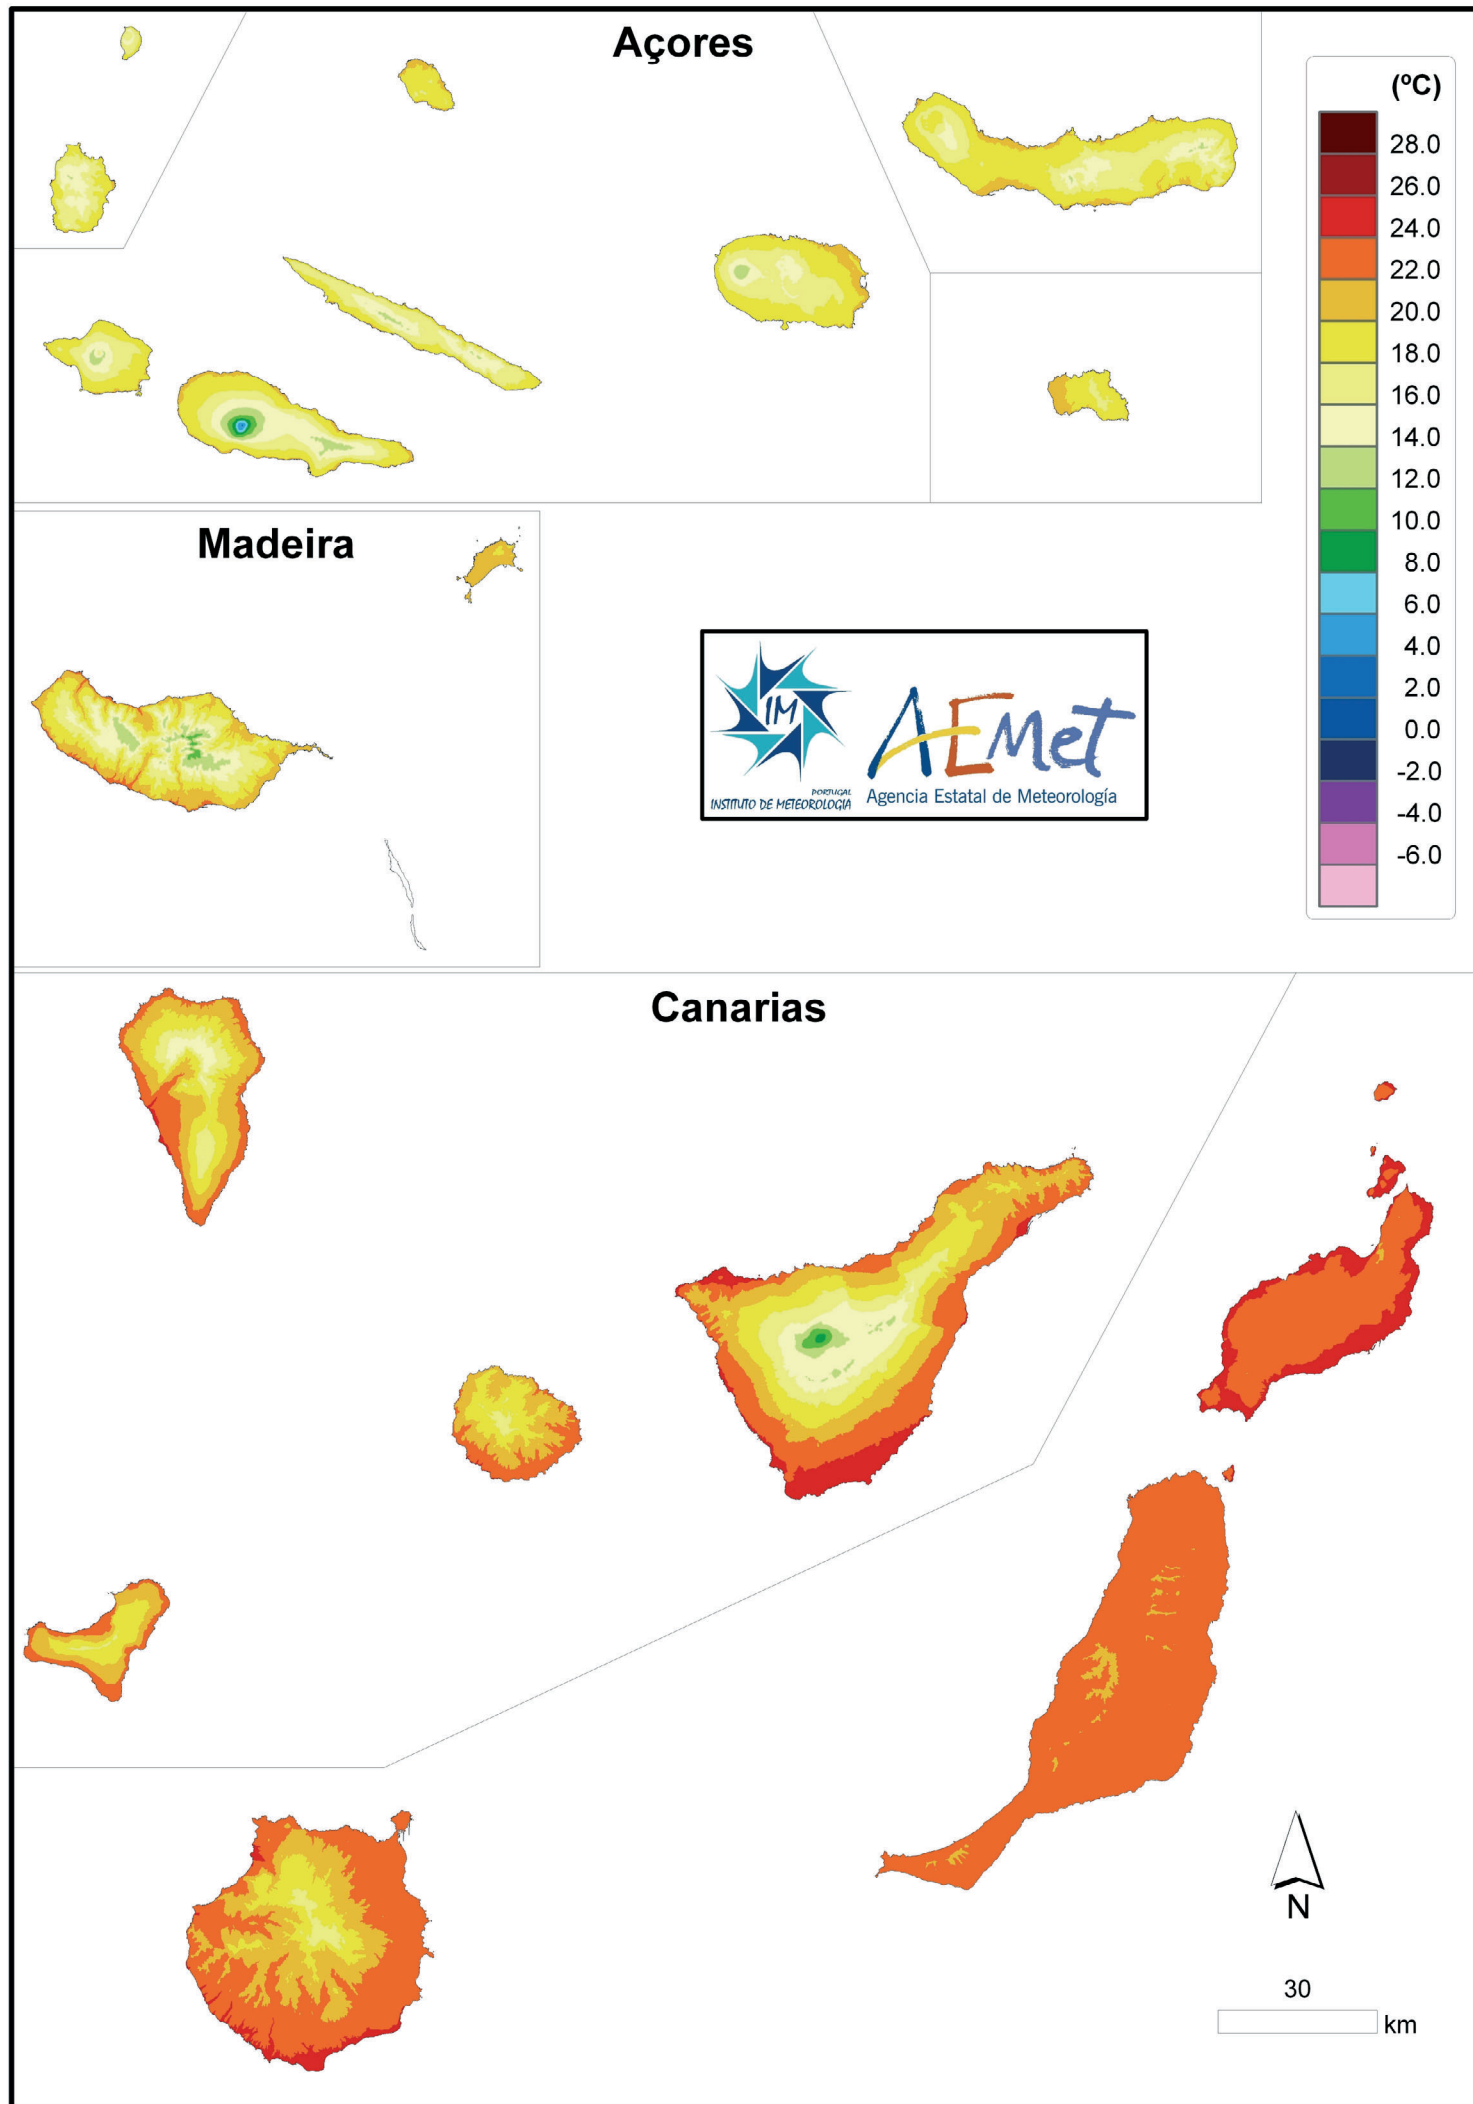 Açores
(ºC)
28.0
26.0
24.0
22.0
20.0
18.0
16.0
14.0
12.0
10.0
8.0
6.0
4.0
2.0
0.0
-2.0
-4.0
-6.0
Madeira
IM
PORTUGAL
INSTITUTO DE METEOROLOGIA
AEMet
Agencia Estatal de Meteorología
Canarias
N
30
km